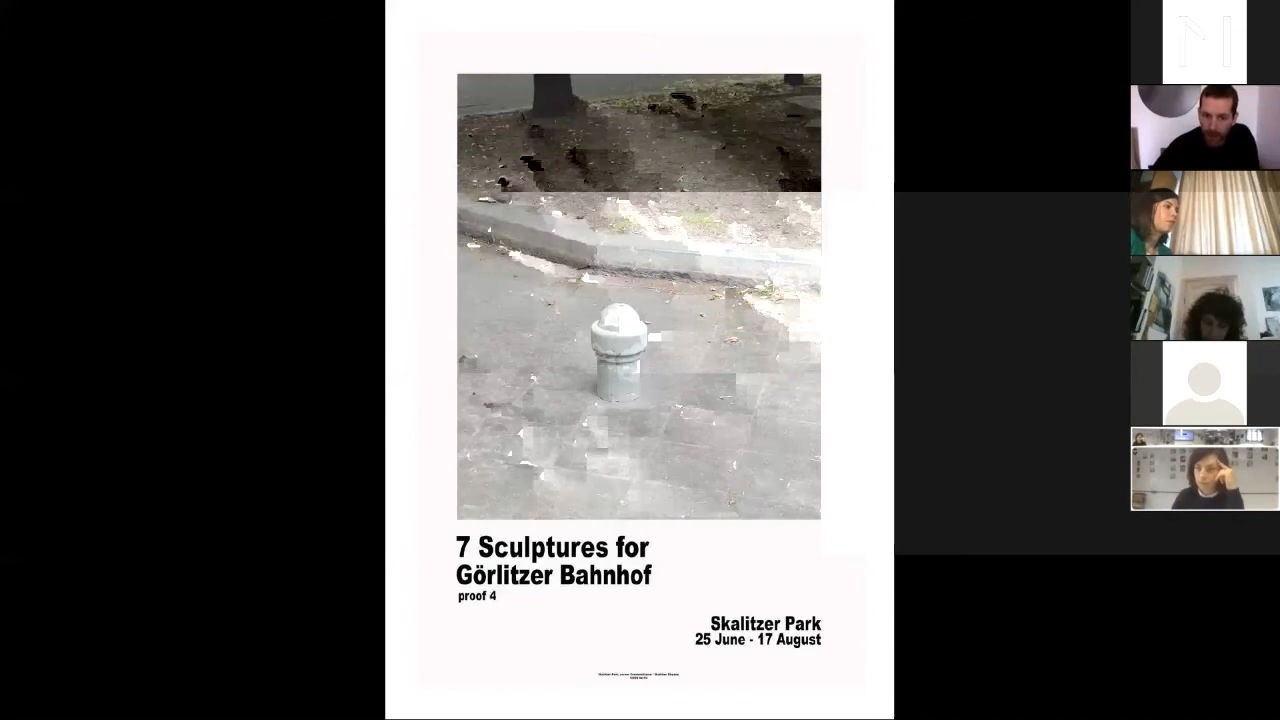 7 Sculptures for
Görlitzer Bahnhof
proof 4
Skalitzer Park
25 June - 17 August